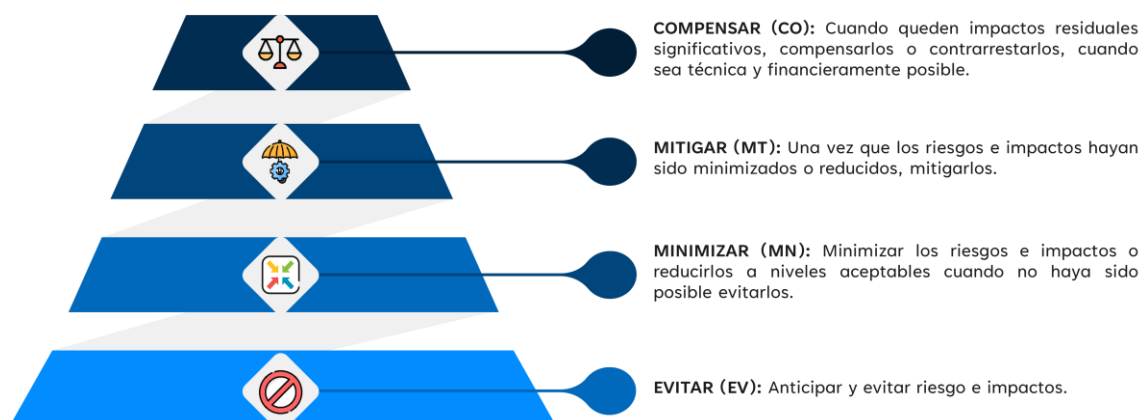 COMPENSAR (CO): Cuando queden impactos residuales
significativos, compensarlos o contrarrestarlos, cuando
sea técnica y financieramente posible.
MITIGAR (MT): Una vez que los riesgos e impactos hayan
sido minimizados o reducidos, mitigarlos.
MINIMIZAR (MN): Minimizar los riesgos e impactos o
reducirlos a niveles aceptables cuando no haya sido
posible evitarlos.
EVITAR (EV): Anticipar y evitar riesgo e impactos.